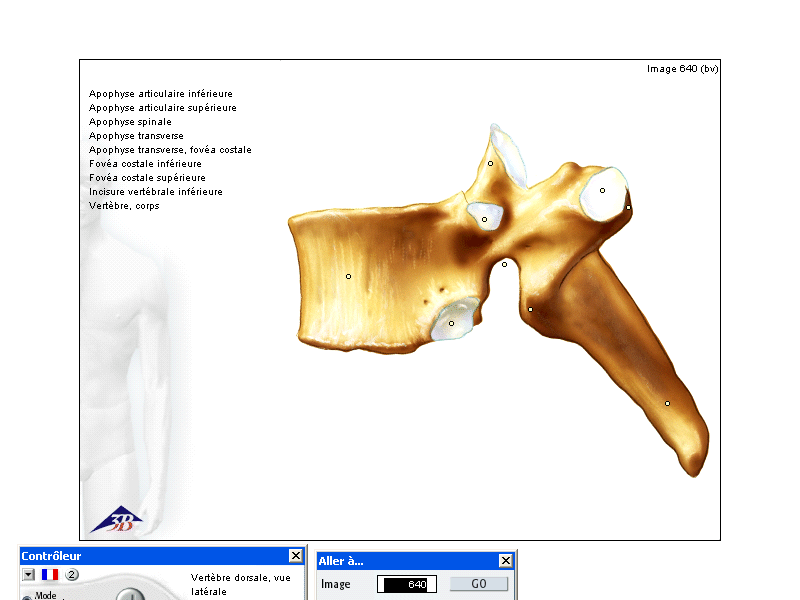 Image 640 (bv)
Apophyse articulaire inférieure
Apophyse articulaire supérieure
Apophyse spinale
Apophyse transverse
Apophyse transverse, fovéa costale
Fovéa costale inférieure
Fovéa costale supérieure
Incisure vertébrale inférieure
Vertèbre, corps
3B
Contrôleur
2
Vertèbre dorsale, vue
latérale
Mode
Aller à...
Image 640 GO